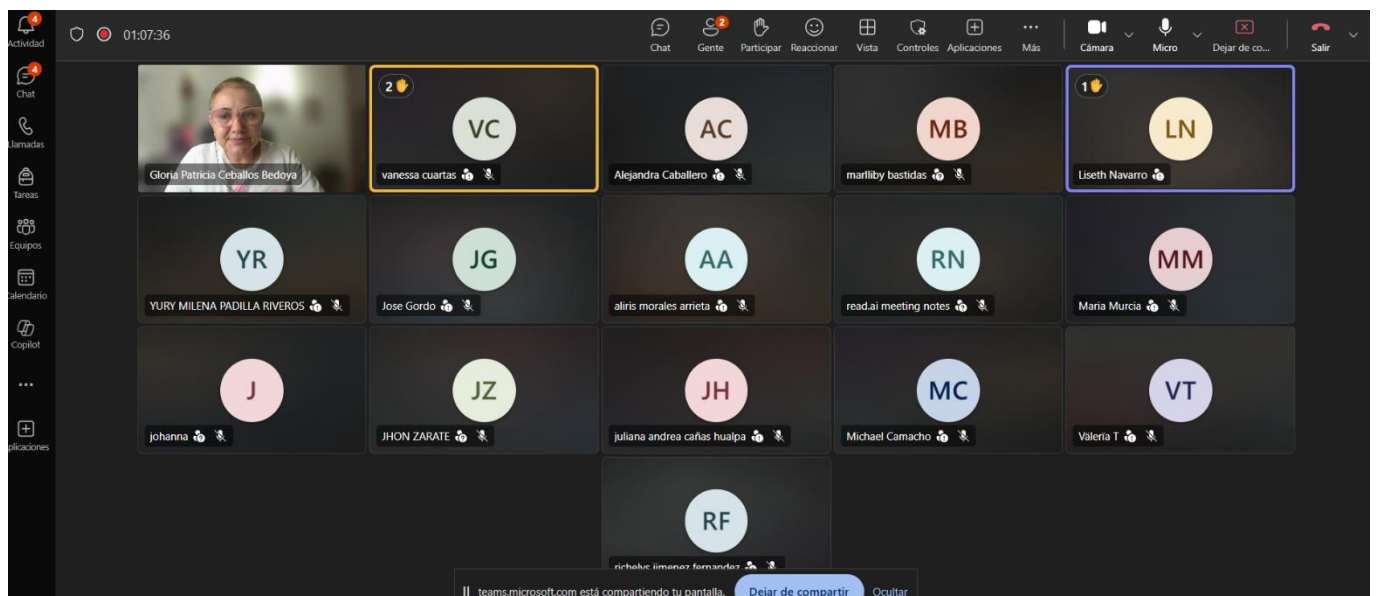 4
Actividad
01:07:36
Chat
2
Gente
Participar
Reaccionar
Vista
Controles
Aplicaciones
Más
Cámara
Micro
Dejar de co...
Salir
4
Chat
Llamadas
Tareas
Equipos
Calendario
Copilot
plicaciones
Gloria Patricia Ceballos Bedoya
2
VC
vanessa cuartas
AC
Alejandra Caballero
MB
marlliby bastidas
1
LN
Liseth Navarro
YR
YURY MILENA PADILLA RIVEROS
JG
Jose Gordo
AA
aliris morales arrieta
RN
read.ai meeting notes
MM
Maria Murcia
J
johanna
JZ
JHON ZARATE
JH
juliana andrea cañas hualpa
MC
Michael Camacho
VT
Valeria T
RF
richelys jimenez fernandez
teams.microsoft.com está compartiendo tu pantalla.
Dejar de compartir
Ocultar